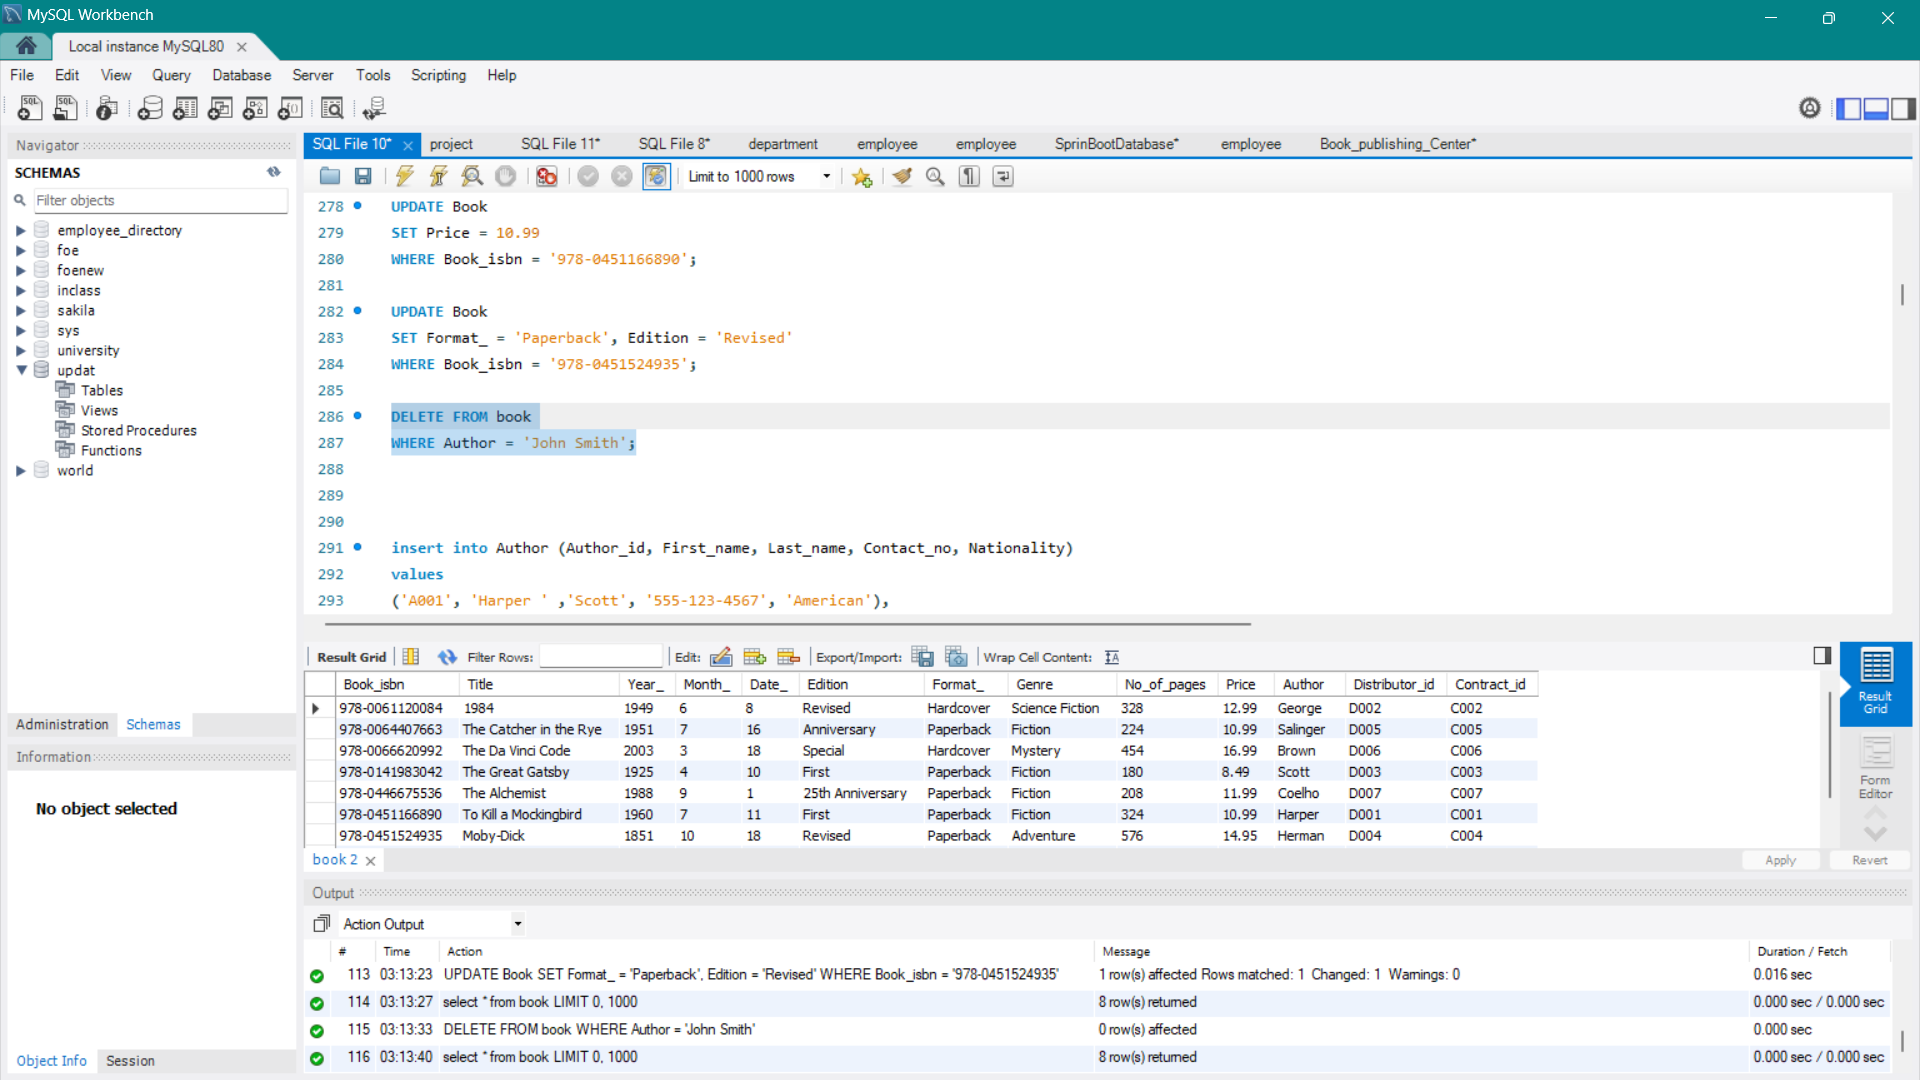 MySQL Workbench
Local instance MySQL80
File Edit View Query Database Server Tools Scripting Help
Navigator
SCHEMAS
Filter objects
employee_directory
foe
foenew
inclass
sakila
sys
university
updat
Tables
Views
Stored Procedures
Functions
world
Administration Schemas
Information
No object selected
Object Info Session
SQL File 10* project SQL File 11* SQL File 8* department employee employee SprinBootDatabase* employee Book_publishing_Center*
Limit to 1000 rows
278 UPDATE Book
279 SET Price = 10.99
280 WHERE Book_isbn = '978-0451166890';
281
282 UPDATE Book
283 SET Format_ = 'Paperback', Edition = 'Revised'
284 WHERE Book_isbn = '978-0451524935';
285
286 DELETE FROM book
287 WHERE Author = 'John Smith';
288
289
290
291 insert into Author (Author_id, First_name, Last_name, Contact_no, Nationality)
292 values
293 ('A001', 'Harper ' ,'Scott', '555-123-4567', 'American'),
Result Grid Filter Rows: Edit: Export/Import: Wrap Cell Content:
Book_isbn Title Year_ Month_ Date_ Edition Format_ Genre No_of_pages Price Author Distributor_id Contract_id
978-0061120084 1984 1949 6 8 Revised Hardcover Science Fiction 328 12.99 George D002 C002
978-0064407663 The Catcher in the Rye 1951 7 16 Anniversary Paperback Fiction 224 10.99 Salinger D005 C005
978-0066620992 The Da Vinci Code 2003 3 18 Special Hardcover Mystery 454 16.99 Brown D006 C006
978-0141983042 The Great Gatsby 1925 4 10 First Paperback Fiction 180 8.49 Scott D003 C003
978-0446675536 The Alchemist 1988 9 1 25th Anniversary Paperback Fiction 208 11.99 Coelho D007 C007
978-0451166890 To Kill a Mockingbird 1960 7 11 First Paperback Fiction 324 10.99 Harper D001 C001
978-0451524935 Moby-Dick 1851 10 18 Revised Paperback Adventure 576 14.95 Herman D004 C004
Result
Grid
Form
Editor
book 2
Apply Revert
Output
Action Output
# Time Action Message Duration / Fetch
113 03:13:23 UPDATE Book SET Format_ = 'Paperback', Edition = 'Revised' WHERE Book_isbn = '978-0451524935' 1 row(s) affected Rows matched: 1 Changed: 1 Warnings: 0 0.016 sec
114 03:13:27 select * from book LIMIT 0, 1000 8 row(s) returned 0.000 sec / 0.000 sec
115 03:13:33 DELETE FROM book WHERE Author = 'John Smith' 0 row(s) affected 0.000 sec
116 03:13:40 select * from book LIMIT 0, 1000 8 row(s) returned 0.000 sec / 0.000 sec